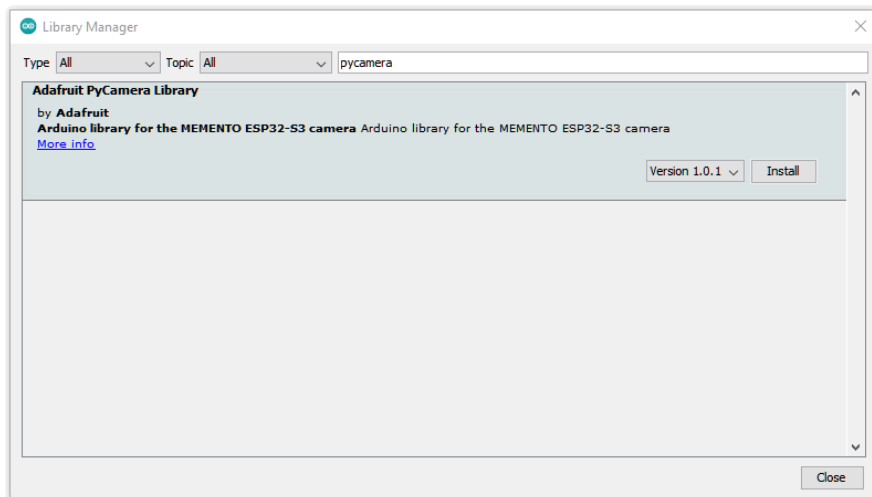 Library Manager
Type All Topic All pycamera
Adafruit PyCamera Library
by Adafruit
Arduino library for the MEMENTO ESP32-S3 camera Arduino library for the MEMENTO ESP32-S3 camera
More info
Version 1.0.1 Install
Close